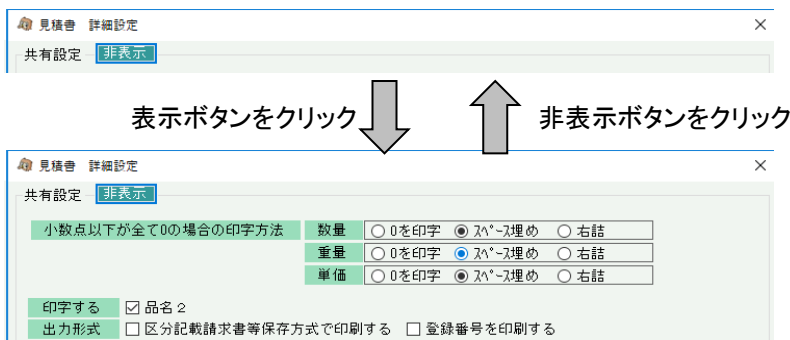 見積書 詳細設定
共有設定 非表示
表示ボタンをクリック 非表示ボタンをクリック
見積書 詳細設定
共有設定 非表示
小数点以下が全て0の場合の印字方法 数量 0を印字 ｽﾍﾟｰｽ埋め 右詰
重量 0を印字 ｽﾍﾟｰｽ埋め 右詰
単価 0を印字 ｽﾍﾟｰｽ埋め 右詰
印字する 品名２
出力形式 区分記載請求書等保存方式で印刷する 登録番号を印刷する